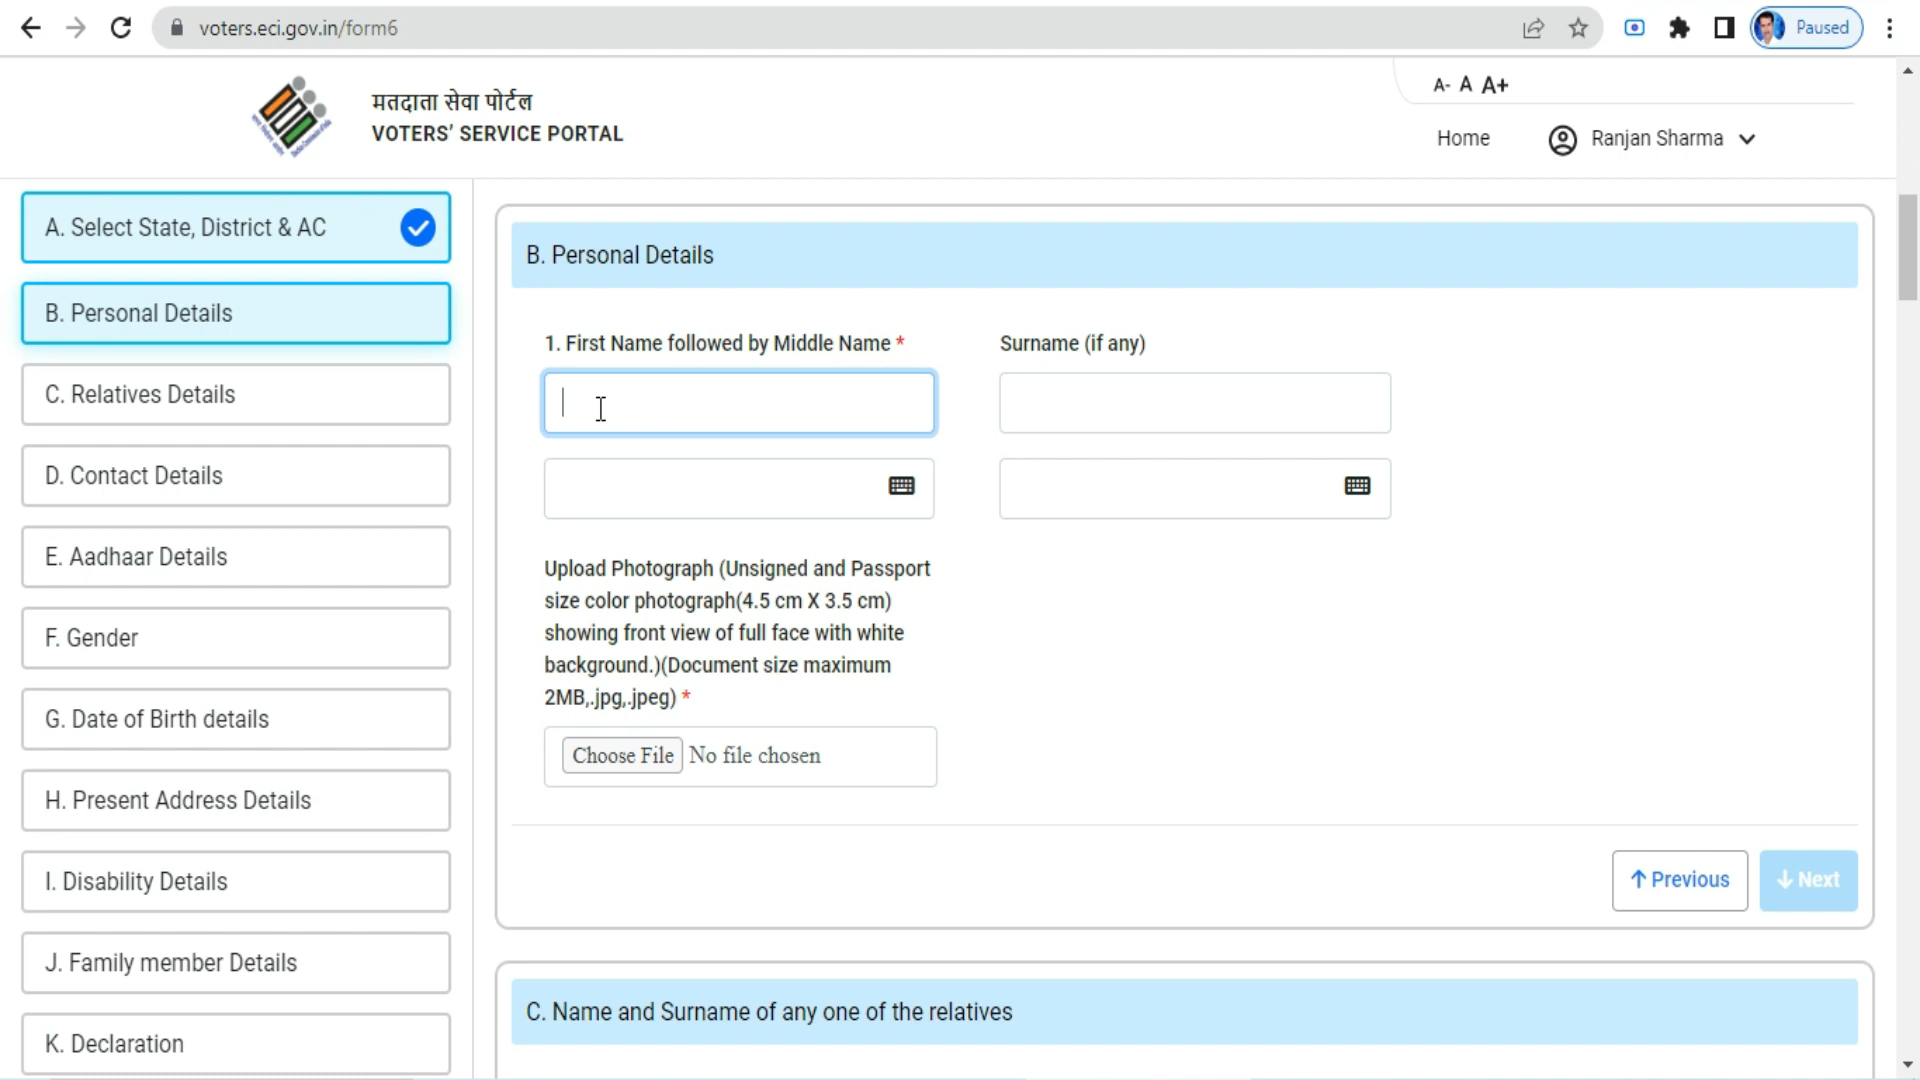 voters.eci.gov.in/form6
Paused
मतदाता सेवा पोर्टल
VOTERS' SERVICE PORTAL
A- A A+
Home
Ranjan Sharma
A. Select State, District & AC
B. Personal Details
C. Relatives Details
D. Contact Details
E. Aadhaar Details
F. Gender
G. Date of Birth details
H. Present Address Details
I. Disability Details
J. Family member Details
K. Declaration
B. Personal Details
1. First Name followed by Middle Name *
Surname (if any)
Upload Photograph (Unsigned and Passport
size color photograph(4.5 cm X 3.5 cm)
showing front view of full face with white
background.)(Document size maximum
2MB,.jpg,.jpeg) *
Choose File No file chosen
Previous
Next
C. Name and Surname of any one of the relatives